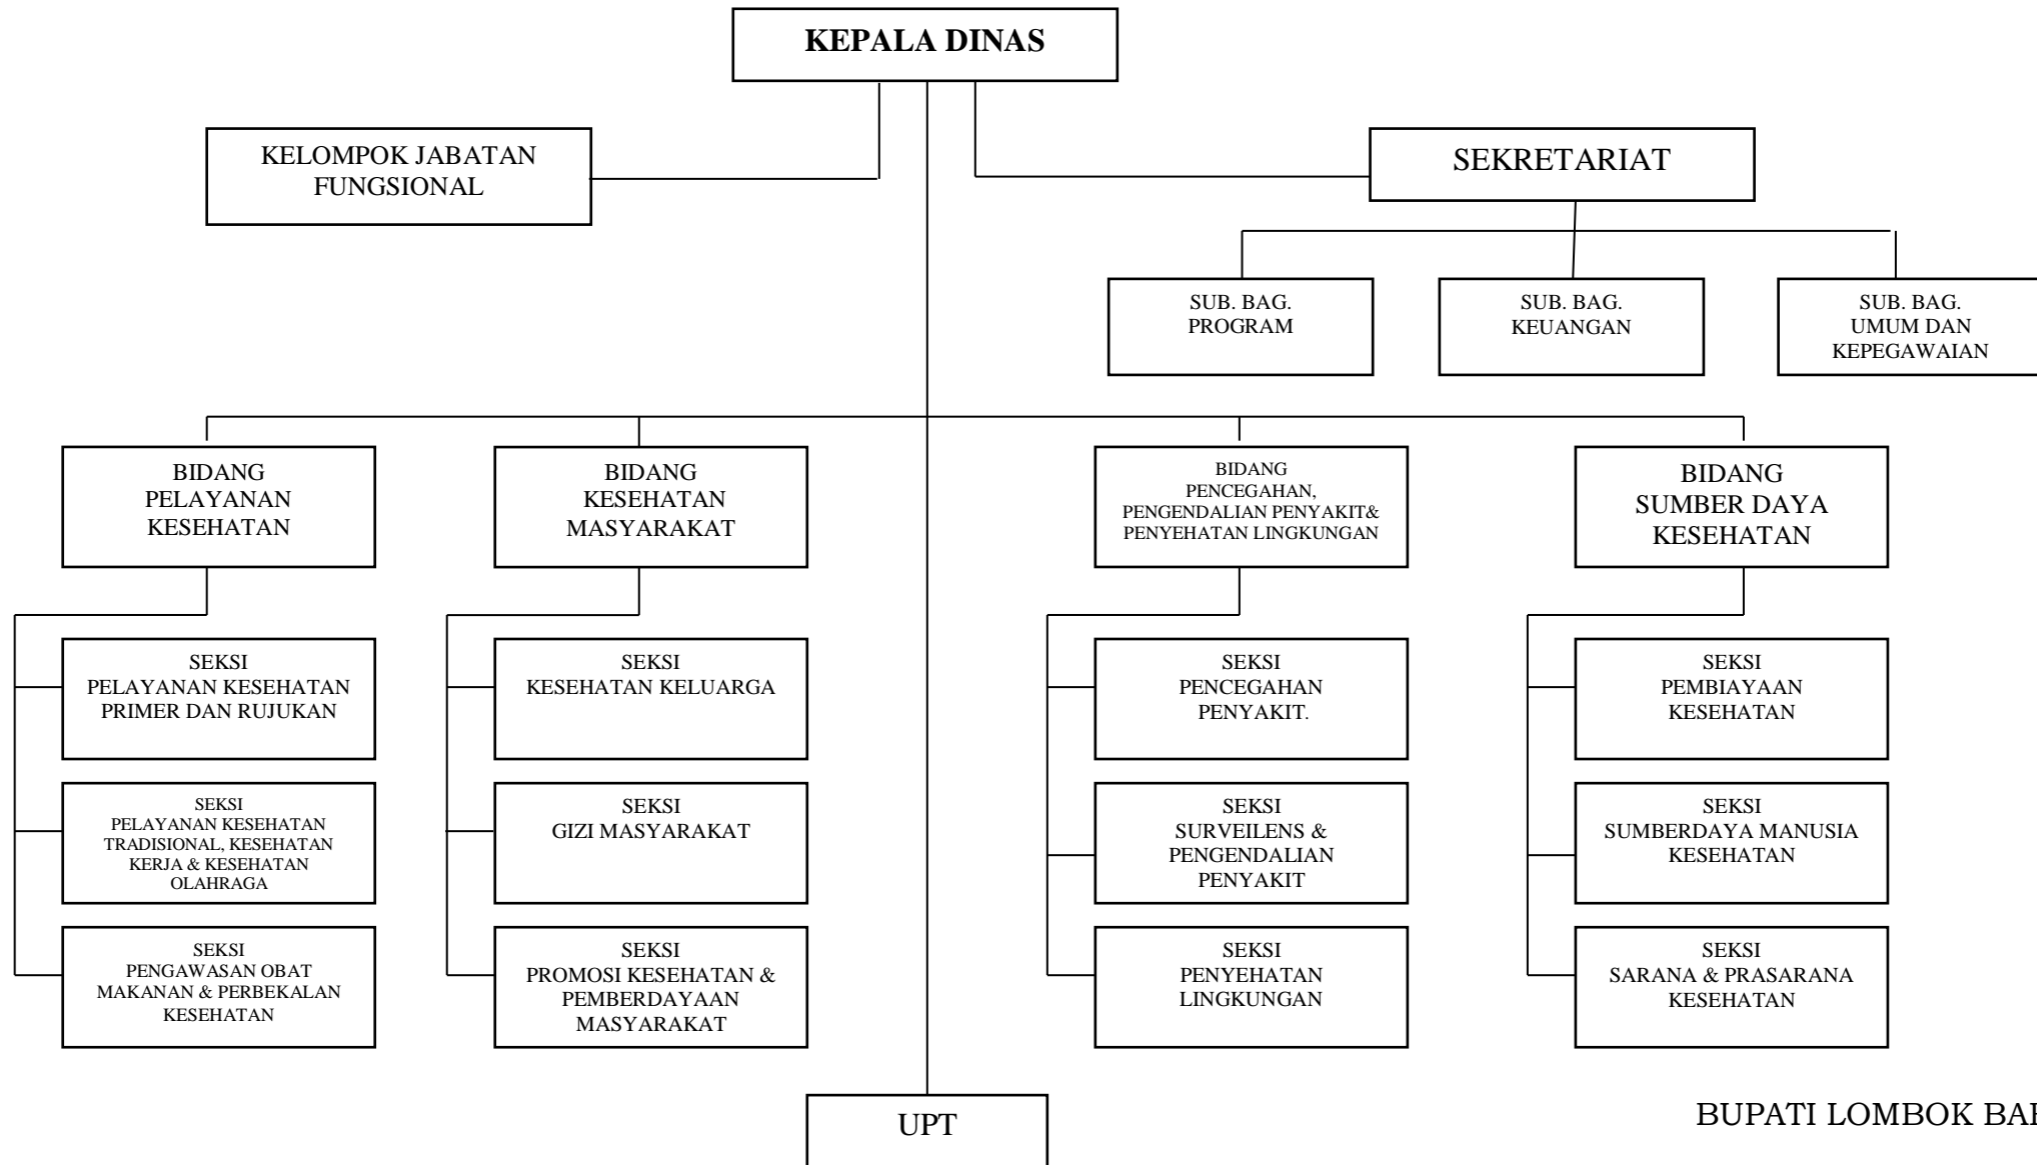 KEPALA DINAS
KELOMPOK JABATAN
FUNGSIONAL
SEKRETARIAT
SUB. BAG.
PROGRAM
SUB. BAG.
KEUANGAN
SUB. BAG.
UMUM DAN
KEPEGAWAIAN
BIDANG
PELAYANAN
KESEHATAN
BIDANG
KESEHATAN
MASYARAKAT
BIDANG
PENCEGAHAN,
PENGENDALIAN PENYAKIT&
PENYEHATAN LINGKUNGAN
BIDANG
SUMBER DAYA
KESEHATAN
SEKSI
PELAYANAN KESEHATAN
PRIMER DAN RUJUKAN
SEKSI
KESEHATAN KELUARGA
SEKSI
PENCEGAHAN
PENYAKIT.
SEKSI
PEMBIAYAAN
KESEHATAN
SEKSI
PELAYANAN KESEHATAN
TRADISIONAL, KESEHATAN
KERJA & KESEHATAN
OLAHRAGA
SEKSI
GIZI MASYARAKAT
SEKSI
SURVEILENS &
PENGENDALIAN
PENYAKIT
SEKSI
SUMBERDAYA MANUSIA
KESEHATAN
SEKSI
PENGAWASAN OBAT
MAKANAN & PERBEKALAN
KESEHATAN
SEKSI
PROMOSI KESEHATAN &
PEMBERDAYAAN
MASYARAKAT
SEKSI
PENYEHATAN
LINGKUNGAN
SEKSI
SARANA & PRASARANA
KESEHATAN
UPT
BUPATI LOMBOK